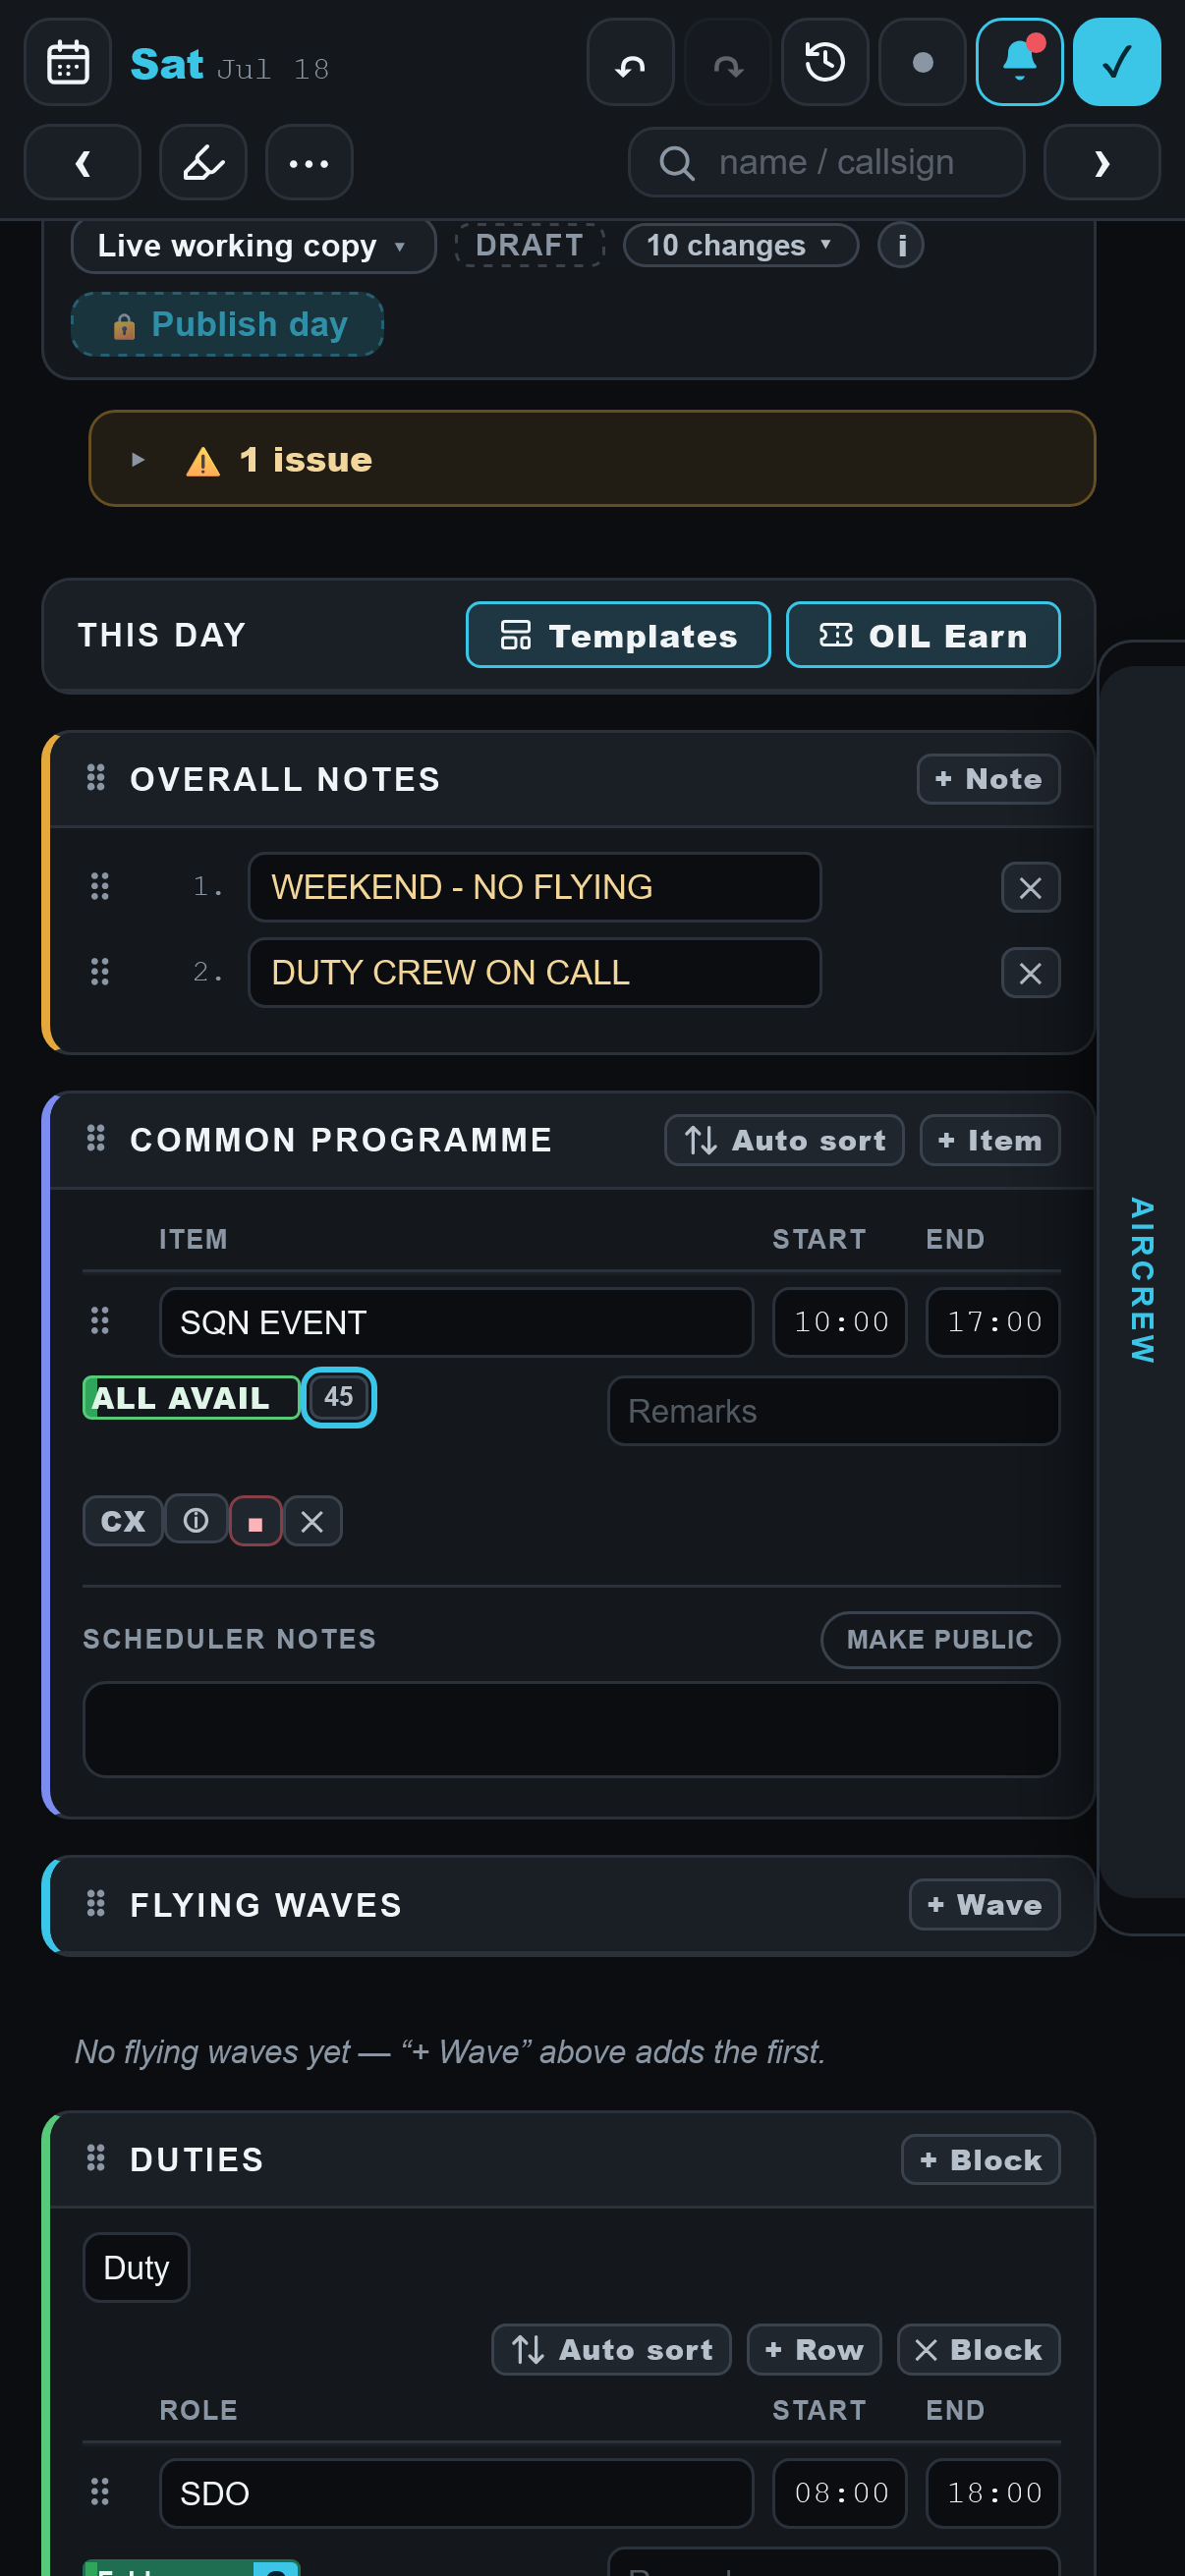 Sat Jul 18
name / callsign
Live working copy DRAFT 10 changes i
Publish day
1 issue
THIS DAY Templates OIL Earn
OVERALL NOTES + Note
1. WEEKEND - NO FLYING
2. DUTY CREW ON CALL
COMMON PROGRAMME Auto sort + Item
ITEM START END
SQN EVENT 10:00 17:00
ALL AVAIL 45 Remarks
CX
SCHEDULER NOTES MAKE PUBLIC
AIRCREW
FLYING WAVES + Wave
No flying waves yet — “+ Wave” above adds the first.
DUTIES + Block
Duty
Auto sort + Row × Block
ROLE START END
SDO 08:00 18:00